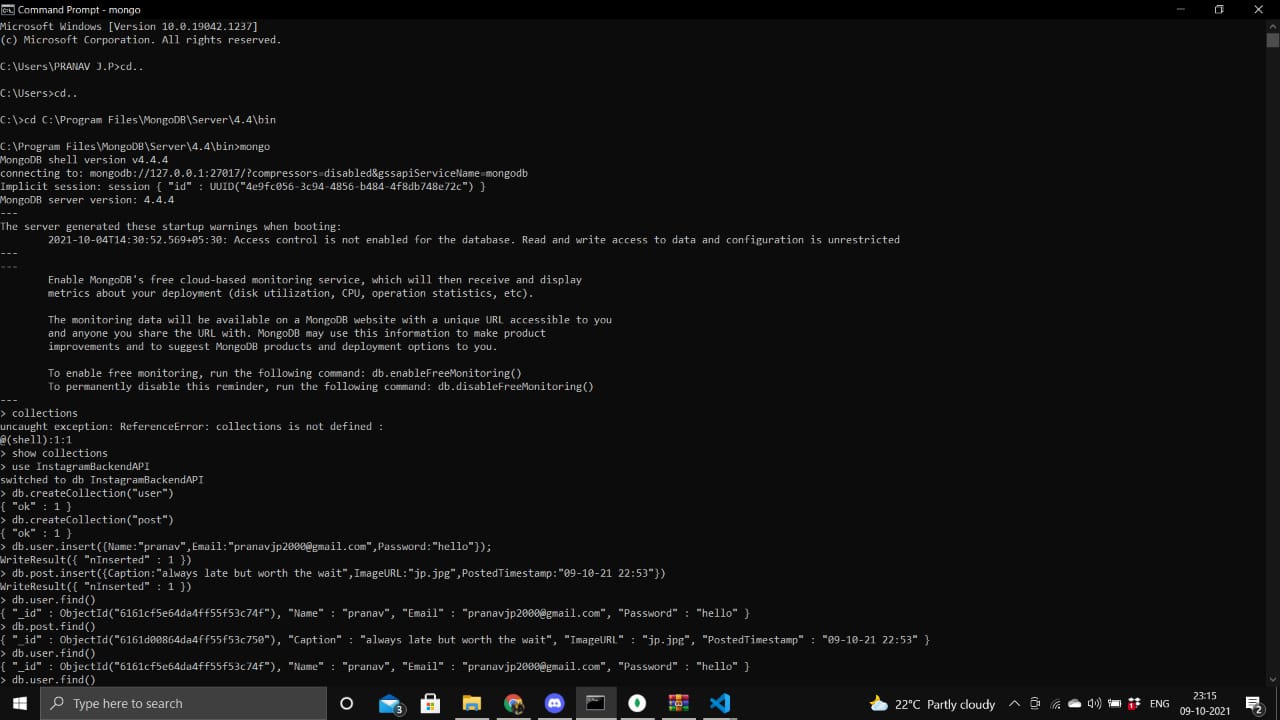 Command Prompt - mongo
Microsoft Windows [Version 10.0.19042.1237]
(c) Microsoft Corporation. All rights reserved.
C:\Users\PRANAV J.P>cd..
C:\Users>cd..
C:\>cd C:\Program Files\MongoDB\Server\4.4\bin
C:\Program Files\MongoDB\Server\4.4\bin>mongo
MongoDB shell version v4.4.4
connecting to: mongodb://127.0.0.1:27017/?compressors=disabled&gssapiServiceName=mongodb
Implicit session: session { "id" : UUID("4e9fc056-3c94-4856-b484-4f8db748e72c") }
MongoDB server version: 4.4.4
---
The server generated these startup warnings when booting:
2021-10-04T14:30:52.569+05:30: Access control is not enabled for the database. Read and write access to data and configuration is unrestricted
---
---
Enable MongoDB's free cloud-based monitoring service, which will then receive and display
metrics about your deployment (disk utilization, CPU, operation statistics, etc).
The monitoring data will be available on a MongoDB website with a unique URL accessible to you
and anyone you share the URL with. MongoDB may use this information to make product
improvements and to suggest MongoDB products and deployment options to you.
To enable free monitoring, run the following command: db.enableFreeMonitoring()
To permanently disable this reminder, run the following command: db.disableFreeMonitoring()
---
> collections
uncaught exception: ReferenceError: collections is not defined :
@(shell):1:1
> show collections
> use InstagramBackendAPI
switched to db InstagramBackendAPI
> db.createCollection("user")
{ "ok" : 1 }
> db.createCollection("post")
{ "ok" : 1 }
> db.user.insert({Name:"pranav",Email:"pranavjp2000@gmail.com",Password:"hello"});
WriteResult({ "nInserted" : 1 })
> db.post.insert({Caption:"always late but worth the wait",ImageURL:"jp.jpg",PostedTimestamp:"09-10-21 22:53"})
WriteResult({ "nInserted" : 1 })
> db.user.find()
{ "_id" : ObjectId("6161cf5e64da4ff55f53c74f"), "Name" : "pranav", "Email" : "pranavjp2000@gmail.com", "Password" : "hello" }
> db.post.find()
{ "_id" : ObjectId("6161d00864da4ff55f53c750"), "Caption" : "always late but worth the wait", "ImageURL" : "jp.jpg", "PostedTimestamp" : "09-10-21 22:53" }
> db.user.find()
{ "_id" : ObjectId("6161cf5e64da4ff55f53c74f"), "Name" : "pranav", "Email" : "pranavjp2000@gmail.com", "Password" : "hello" }
> db.user.find()
Type here to search
3
22°C Partly cloudy
ENG
23:15
09-10-2021
2